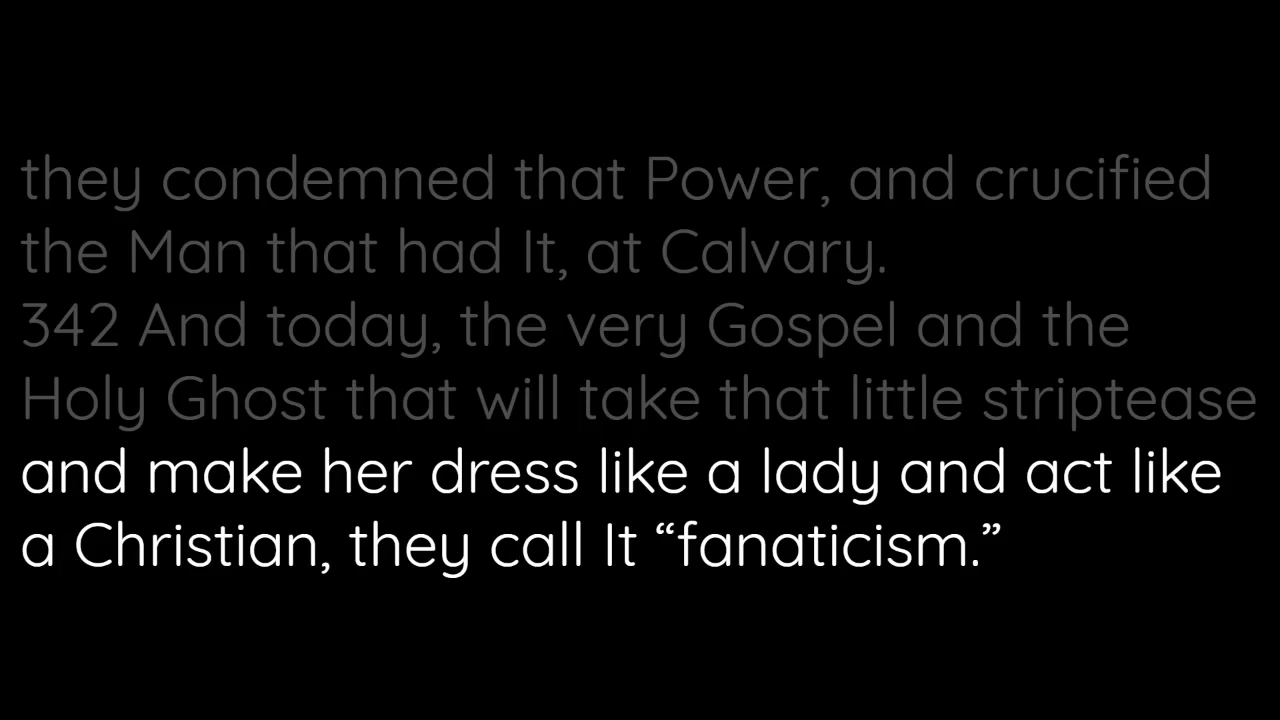 they condemned that Power, and crucified
the Man that had It, at Calvary.
342 And today, the very Gospel and the
Holy Ghost that will take that little striptease
and make her dress like a lady and act like
a Christian, they call It “fanaticism.”